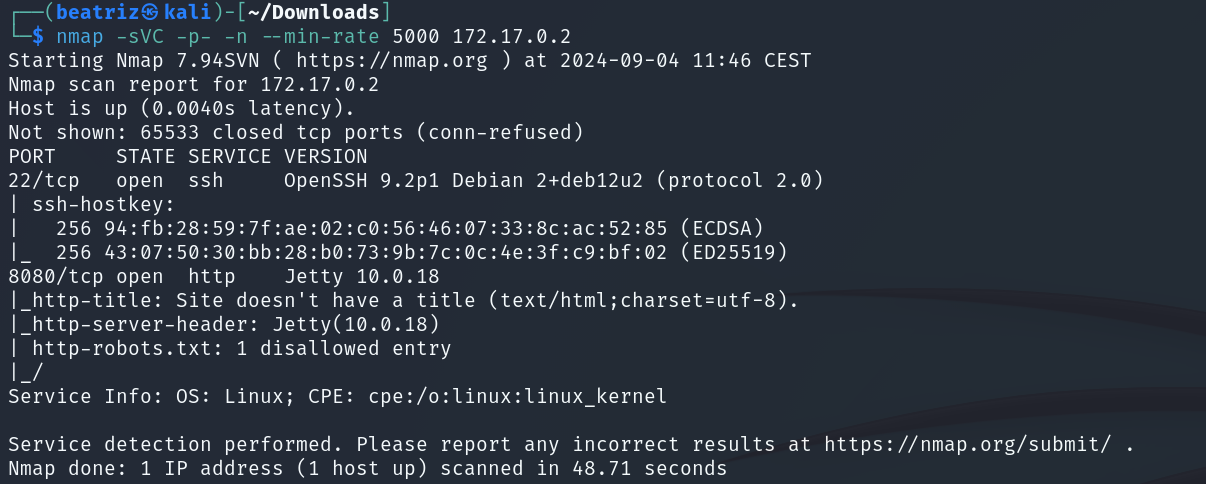 ┌──(beatriz㉿kali)-[~/Downloads]
└─$ nmap -sVC -p- -n --min-rate 5000 172.17.0.2
Starting Nmap 7.94SVN ( https://nmap.org ) at 2024-09-04 11:46 CEST
Nmap scan report for 172.17.0.2
Host is up (0.0040s latency).
Not shown: 65533 closed tcp ports (conn-refused)
PORT     STATE SERVICE VERSION
22/tcp   open  ssh     OpenSSH 9.2p1 Debian 2+deb12u2 (protocol 2.0)
| ssh-hostkey:
|   256 94:fb:28:59:7f:ae:02:c0:56:46:07:33:8c:ac:52:85 (ECDSA)
|_  256 43:07:50:30:bb:28:b0:73:9b:7c:0c:4e:3f:c9:bf:02 (ED25519)
8080/tcp open  http    Jetty 10.0.18
|_http-title: Site doesn't have a title (text/html;charset=utf-8).
|_http-server-header: Jetty(10.0.18)
| http-robots.txt: 1 disallowed entry
|_/
Service Info: OS: Linux; CPE: cpe:/o:linux:linux_kernel

Service detection performed. Please report any incorrect results at https://nmap.org/submit/ .
Nmap done: 1 IP address (1 host up) scanned in 48.71 seconds